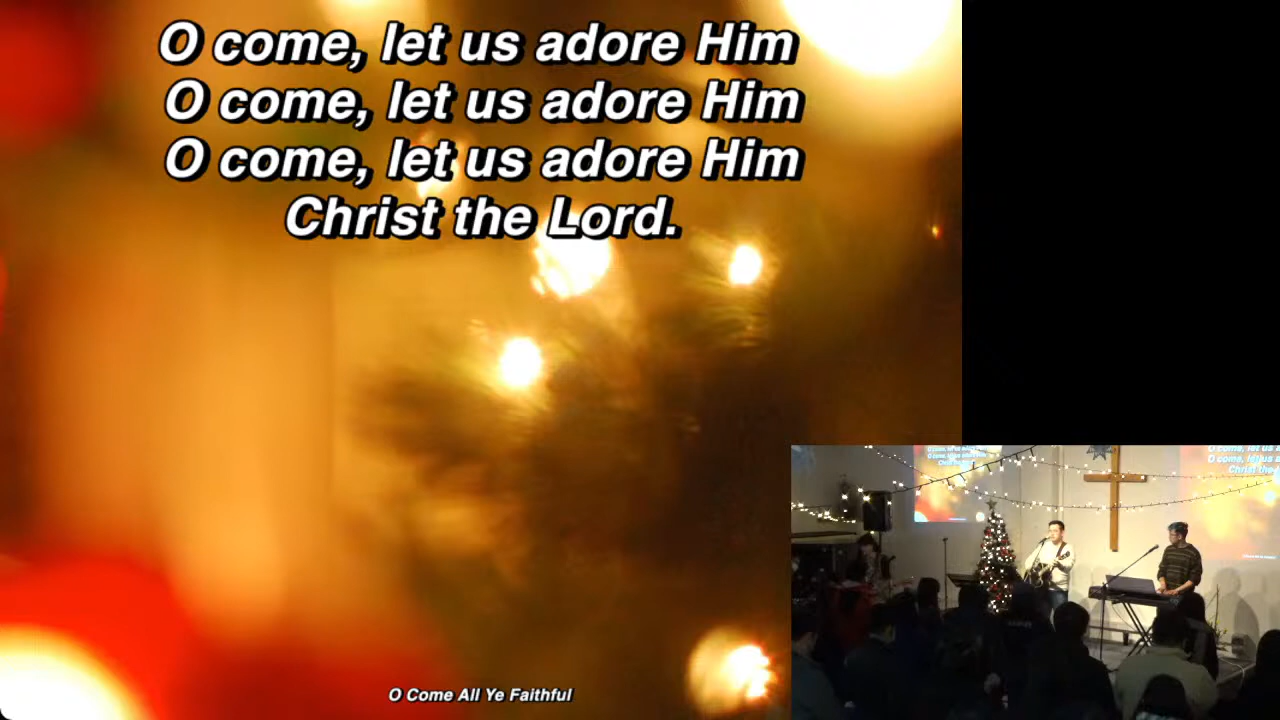 O come, let us adore Him
O come, let us adore Him
O come, let us adore Him
Christ the Lord.
O Come All Ye Faithful